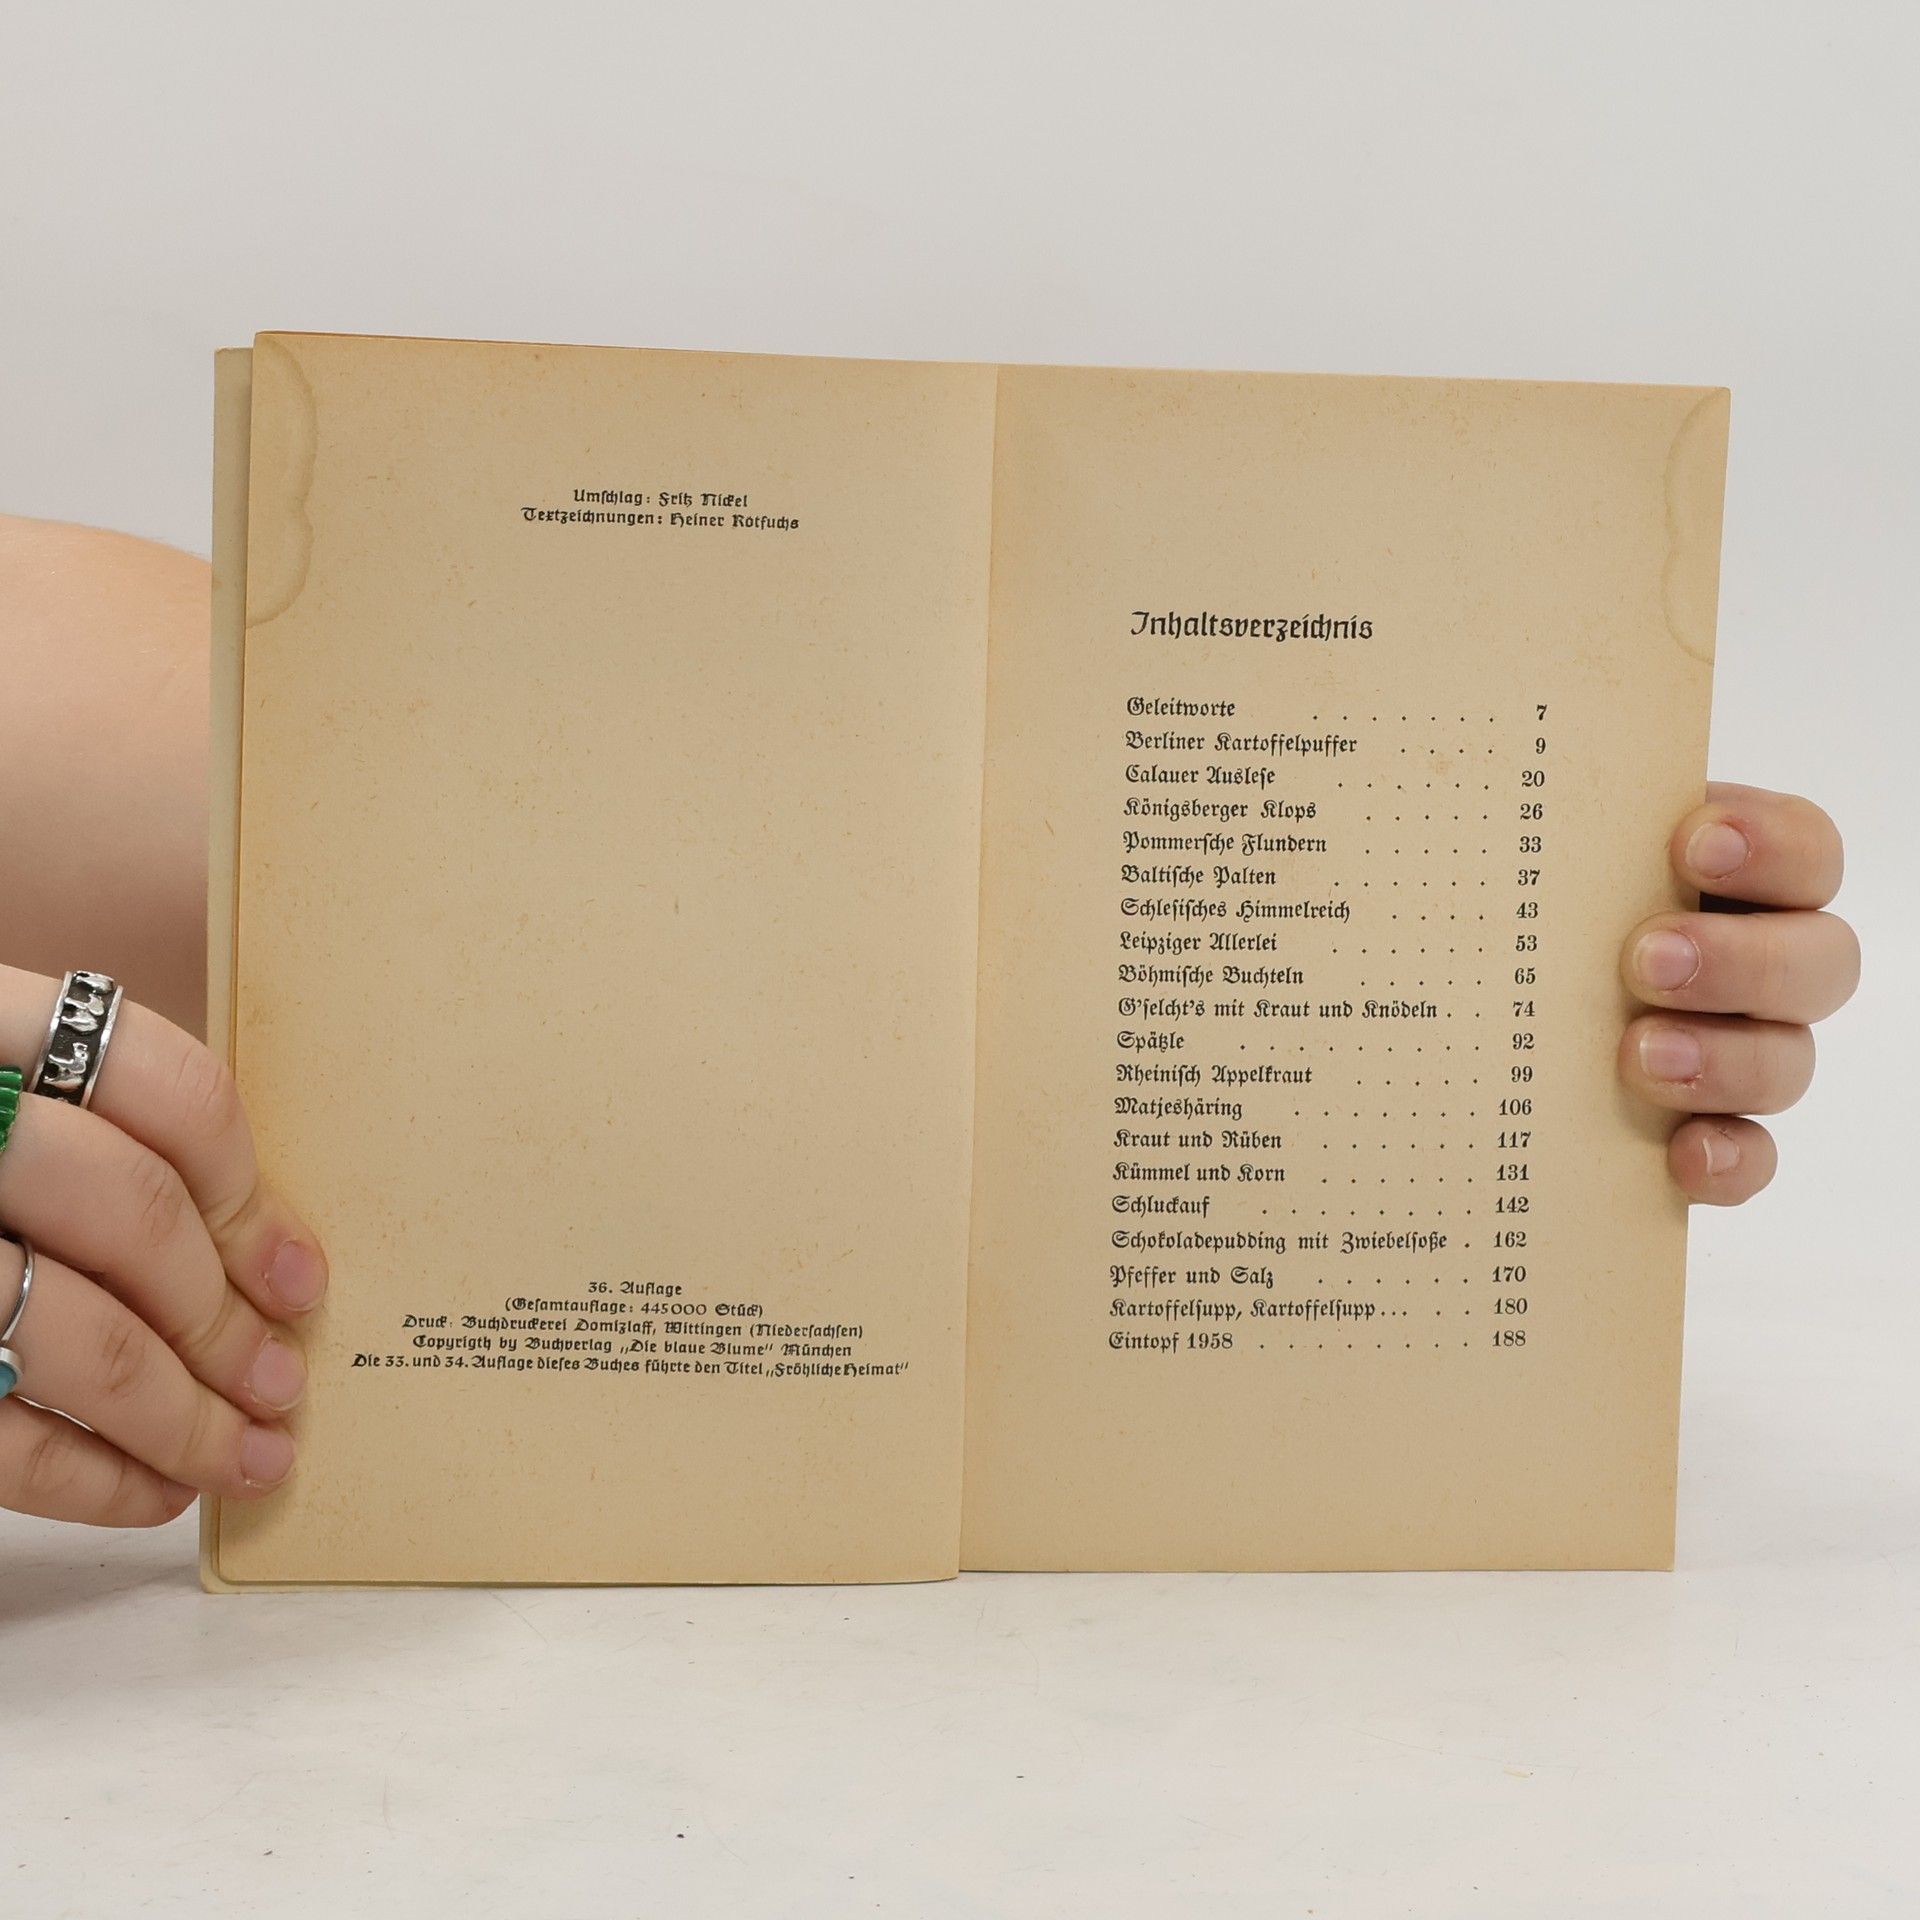 Umschlag: Fritz Nickel
Textzeichnungen: Heiner Rotfuchs
36. Auflage
(Gesamtauflage: 445000 Stück)
Druck: Buchdruckerei Domizlaff, Wittingen (Niedersachsen)
Copyrigth by Buchverlag „Die blaue Blume" München
Die 33. und 34. Auflage dieses Buches führte den Titel „Fröhliche Heimat"
Inhaltsverzeichnis
Geleitworte . . . . . . . 7
Berliner Kartoffelpuffer . . . . 9
Calauer Auslese . . . . . . 20
Königsberger Klops . . . . . 26
Pommersche Flundern . . . . . 33
Baltische Palten . . . . . . 37
Schlesisches Himmelreich . . . . 43
Leipziger Allerlei . . . . . . 53
Böhmische Buchteln . . . . . 65
G'selcht's mit Kraut und Knödeln . . 74
Spätzle . . . . . . . . . 92
Rheinisch Appelkraut . . . . . 99
Matjeshäring . . . . . . . 106
Kraut und Rüben . . . . . . 117
Kümmel und Korn . . . . . . 131
Schluckauf . . . . . . . . 142
Schokoladepudding mit Zwiebelsoße . 162
Pfeffer und Salz . . . . . . 170
Kartoffelsupp, Kartoffelsupp... . . 180
Eintopf 1958 . . . . . . . . 188